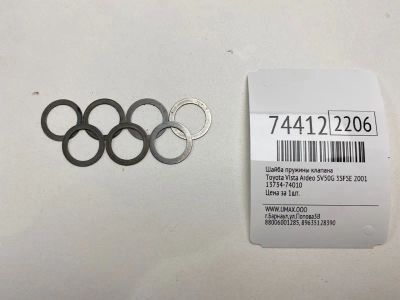 74412 2206
Шайба пружины клапана
Toyota Vista Ardeo SV50G 3SFSE 2001
13734-74010
Цена за 1шт.
WWW.UMAX.OOO
г.Барнаул,ул.Попова3В
88006001285, 89635128390